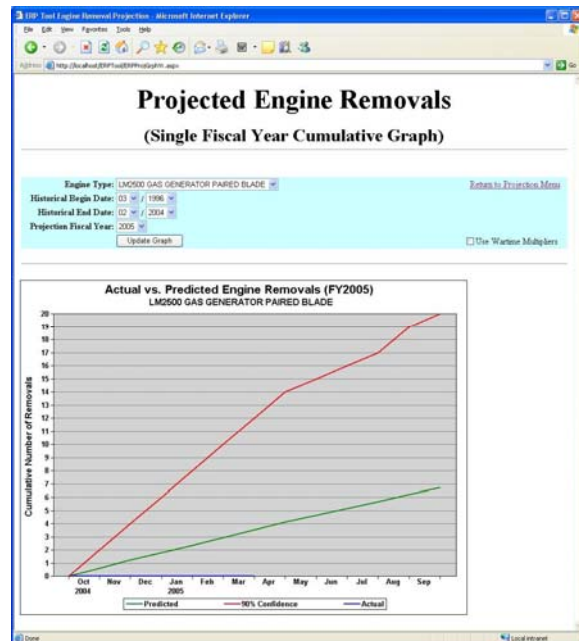 ERP Tool Engine Removal Projection - Microsoft Internet Explorer
File Edit View Favorites Tools Help
Address http://localhost/ERPTool/
Go
Projected Engine Removals
(Single Fiscal Year Cumulative Graph)
Engine Type: LM2500 GAS GENERATOR PAIRED BLADE
Return to Projection Menu
Historical Begin Date: 03 / 1996
Historical End Date: 02 / 2004
Projection Fiscal Year: 2005
Update Graph
Use Wartime Multipliers
Actual vs. Predicted Engine Removals (FY2005)
LM2500 GAS GENERATOR PAIRED BLADE
Cumulative Number of Removals
20
19
18
17
16
15
14
13
12
11
10
9
8
7
6
5
4
3
2
1
0
Oct Nov Dec Jan Feb Mar Apr May Jun Jul Aug Sep
2004 2005
Predicted 90% Confidence Actual
Done
Local intranet